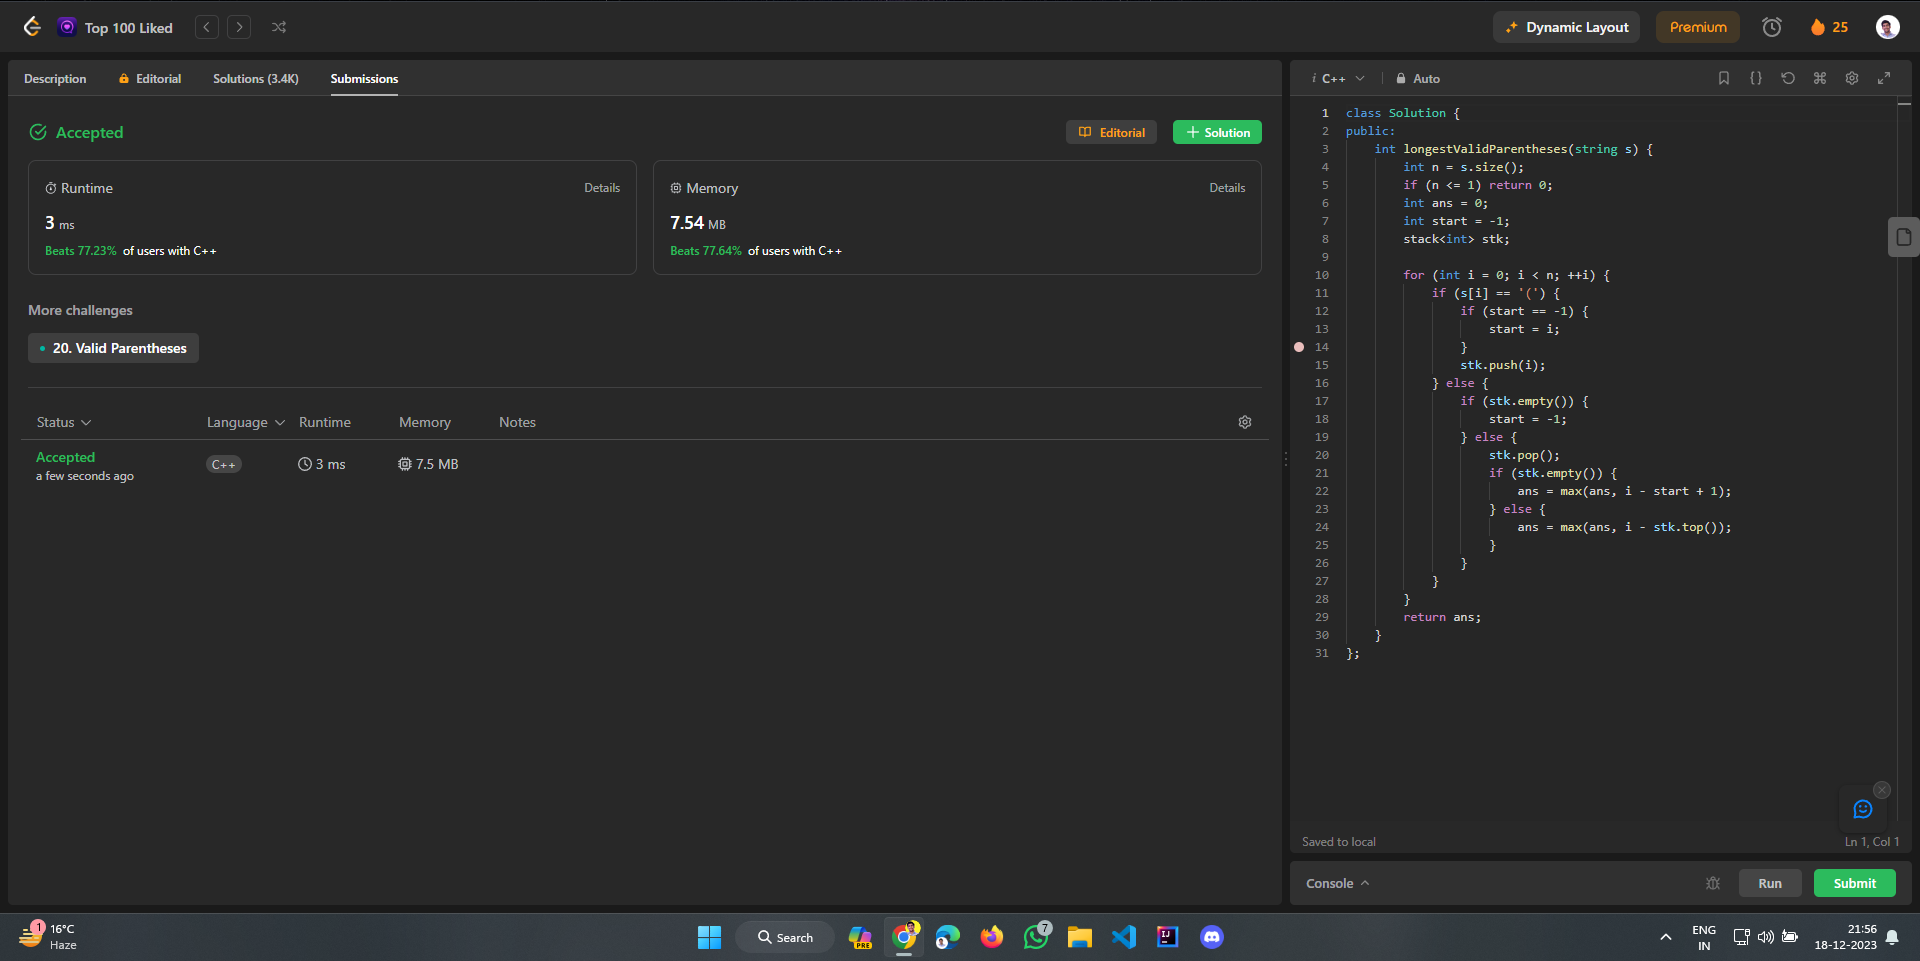 Top 100 Liked
Dynamic Layout
Premium
25
Description
Editorial
Solutions (3.4K)
Submissions
Accepted
Editorial
Solution
Runtime
Details
3 ms
Beats 77.23% of users with C++
Memory
Details
7.54 MB
Beats 77.64% of users with C++
More challenges
20. Valid Parentheses
Status Language Runtime Memory Notes
Accepted
a few seconds ago
C++
3 ms
7.5 MB
i C++
Auto
1 class Solution {
2 public:
3     int longestValidParentheses(string s) {
4         int n = s.size();
5         if (n <= 1) return 0;
6         int ans = 0;
7         int start = -1;
8         stack<int> stk;
9
10         for (int i = 0; i < n; ++i) {
11             if (s[i] == '(') {
12                 if (start == -1) {
13                     start = i;
14                 }
15                 stk.push(i);
16             } else {
17                 if (stk.empty()) {
18                     start = -1;
19                 } else {
20                     stk.pop();
21                     if (stk.empty()) {
22                         ans = max(ans, i - start + 1);
23                     } else {
24                         ans = max(ans, i - stk.top());
25                     }
26                 }
27             }
28         }
29         return ans;
30     }
31 };
Saved to local
Ln 1, Col 1
Console
Run
Submit
1
16°C
Haze
Search
PRE
7
IJ
ENG
IN
21:56
18-12-2023